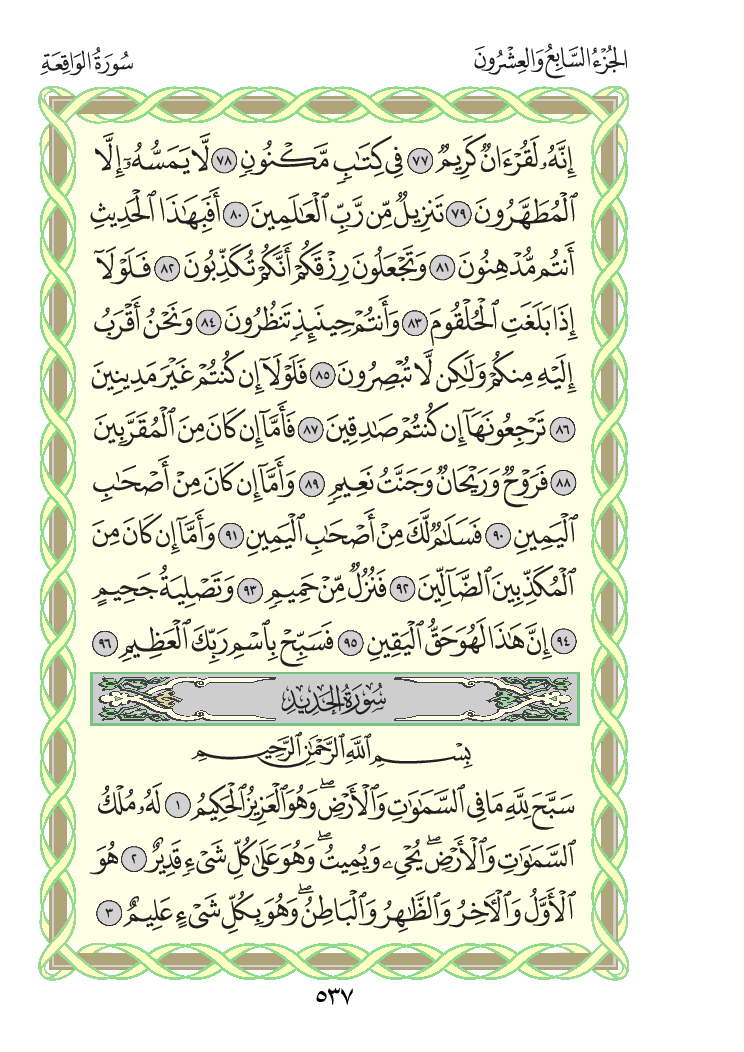 الجُزْءُ السَّابِعُ وَالعِشْرُونَ
سُورَةُ الوَاقِعَةِ
إِنَّهُۥ لَقُرْءَانٌ كَرِيمٌ ٧٧ فِى كِتَٰبٍ مَّكْنُونٍ ٧٨ لَّا يَمَسُّهُۥٓ إِلَّا
ٱلْمُطَهَّرُونَ ٧٩ تَنزِيلٌ مِّن رَّبِّ ٱلْعَٰلَمِينَ ٨٠ أَفَبِهَٰذَا ٱلْحَدِيثِ
أَنتُم مُّدْهِنُونَ ٨١ وَتَجْعَلُونَ رِزْقَكُمْ أَنَّكُمْ تُكَذِّبُونَ ٨٢ فَلَوْلَآ
إِذَا بَلَغَتِ ٱلْحُلْقُومَ ٨٣ وَأَنتُمْ حِينَئِذٍ تَنظُرُونَ ٨٤ وَنَحْنُ أَقْرَبُ
إِلَيْهِ مِنكُمْ وَلَٰكِن لَّا تُبْصِرُونَ ٨٥ فَلَوْلَآ إِن كُنتُمْ غَيْرَ مَدِينِينَ
٨٦ تَرْجِعُونَهَآ إِن كُنتُمْ صَٰدِقِينَ ٨٧ فَأَمَّآ إِن كَانَ مِنَ ٱلْمُقَرَّبِينَ
٨٨ فَرَوْحٌ وَرَيْحَانٌ وَجَنَّتُ نَعِيمٍ ٨٩ وَأَمَّآ إِن كَانَ مِنْ أَصْحَٰبِ
ٱلْيَمِينِ ٩٠ فَسَلَٰمٌ لَّكَ مِنْ أَصْحَٰبِ ٱلْيَمِينِ ٩١ وَأَمَّآ إِن كَانَ مِنَ
ٱلْمُكَذِّبِينَ ٱلضَّآلِّينَ ٩٢ فَنُزُلٌ مِّنْ حَمِيمٍ ٩٣ وَتَصْلِيَةُ جَحِيمٍ
٩٤ إِنَّ هَٰذَا لَهُوَ حَقُّ ٱلْيَقِينِ ٩٥ فَسَبِّحْ بِٱسْمِ رَبِّكَ ٱلْعَظِيمِ ٩٦
سُورَةُ الحَدِيدِ
بِسْمِ ٱللَّهِ ٱلرَّحْمَٰنِ ٱلرَّحِيمِ
سَبَّحَ لِلَّهِ مَا فِى ٱلسَّمَٰوَٰتِ وَٱلْأَرْضِ ۖ وَهُوَ ٱلْعَزِيزُ ٱلْحَكِيمُ ١ لَهُۥ مُلْكُ
ٱلسَّمَٰوَٰتِ وَٱلْأَرْضِ ۖ يُحْىِۦ وَيُمِيتُ ۖ وَهُوَ عَلَىٰ كُلِّ شَىْءٍ قَدِيرٌ ٢ هُوَ
ٱلْأَوَّلُ وَٱلْـَٔاخِرُ وَٱلظَّٰهِرُ وَٱلْبَاطِنُ ۖ وَهُوَ بِكُلِّ شَىْءٍ عَلِيمٌ ٣
٥٣٧